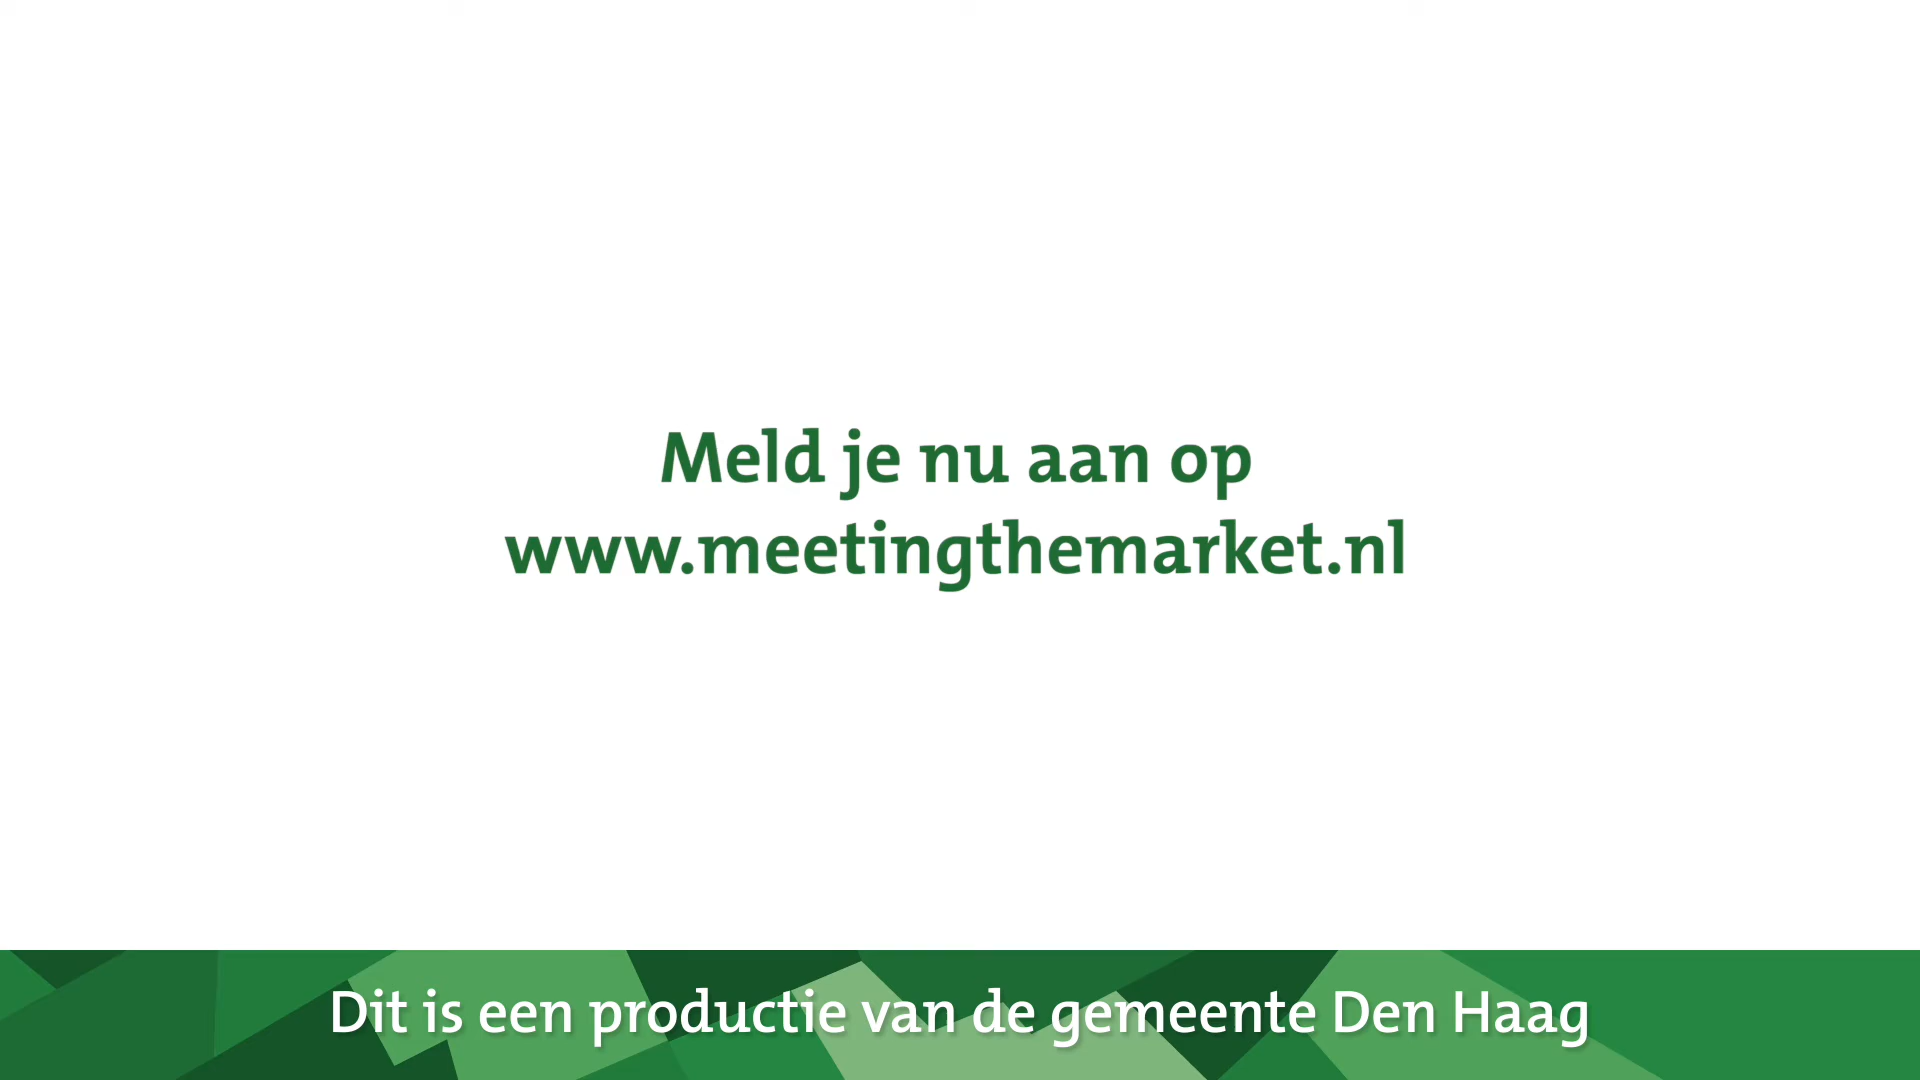 Meld je nu aan op
www.meetingthemarket.nl
Dit is een productie van de gemeente Den Haag